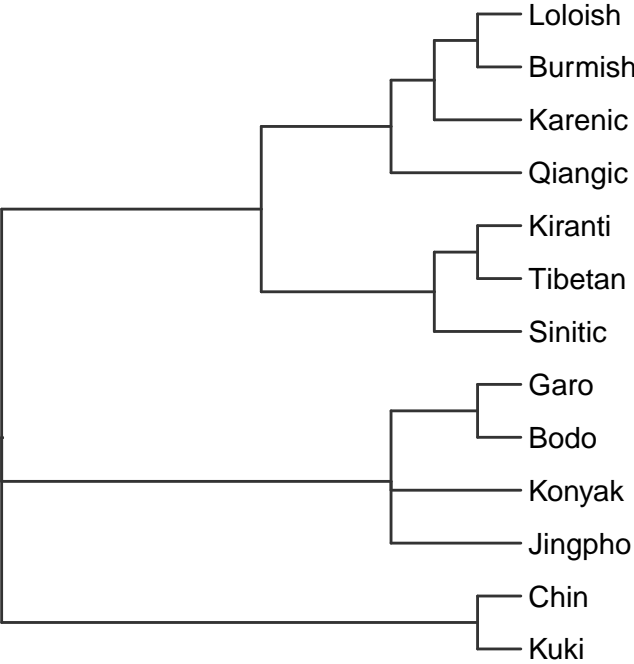 Loloish
Burmish
Karenic
Qiangic
Kiranti
Tibetan
Sinitic
Garo
Bodo
Konyak
Jingpho
Chin
Kuki